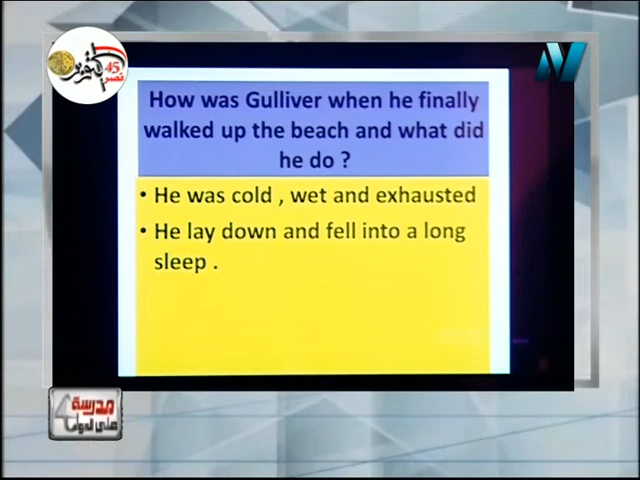 45
نصر
How was Gulliver when he finally
walked up the beach and what did
he do ?
• He was cold , wet and exhausted
• He lay down and fell into a long
sleep .
مدرسة
على الهواء